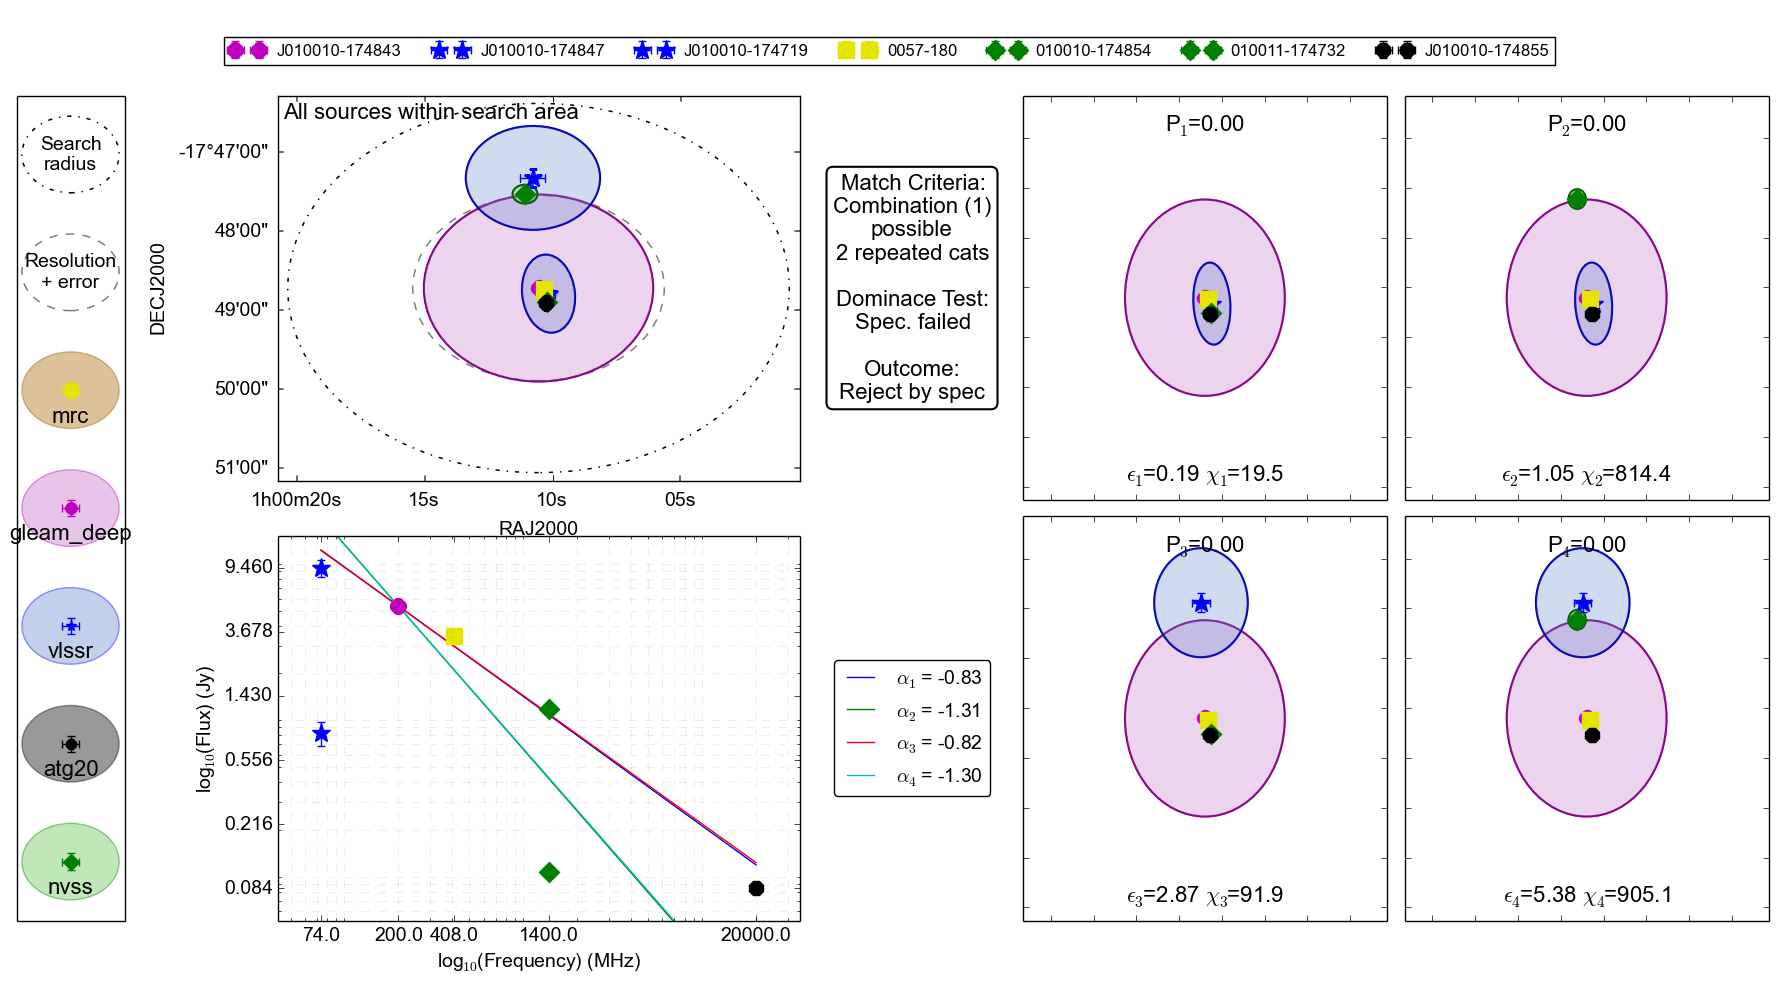 J010010-174843
J010010-174847
J010010-174719
0057-180
010010-174854
010011-174732
J010010-174855
Search
radius
Resolution
+ error
mrc
gleam_deep
vlssr
atg20
nvss
All sources within search area
DECJ2000
-17°47'00"
48'00"
49'00"
50'00"
51'00"
1h00m20s
15s
10s
05s
RAJ2000
Match Criteria:
Combination (1)
possible
2 repeated cats
Dominace Test:
Spec. failed
Outcome:
Reject by spec
P1=0.00
ϵ1=0.19 χ1=19.5
P2=0.00
ϵ2=1.05 χ2=814.4
log10(Flux) (Jy)
9.460
3.678
1.430
0.556
0.216
0.084
74.0
200.0
408.0
1400.0
20000.0
log10(Frequency) (MHz)
α1 = -0.83
α2 = -1.31
α3 = -0.82
α4 = -1.30
P3=0.00
ϵ3=2.87 χ3=91.9
P4=0.00
ϵ4=5.38 χ4=905.1